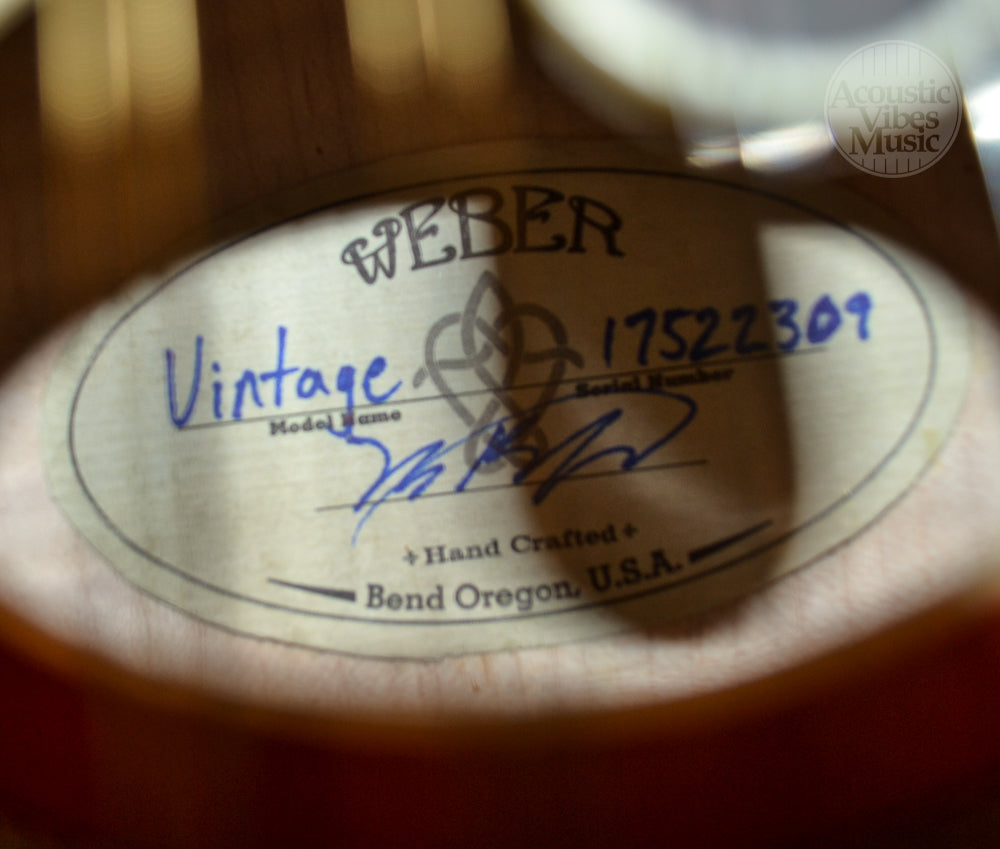 Acoustic
Vibes
Music
WEBER
Vintage 17522309
Model Name Serial Number
+ Hand Crafted +
Bend Oregon, U.S.A.